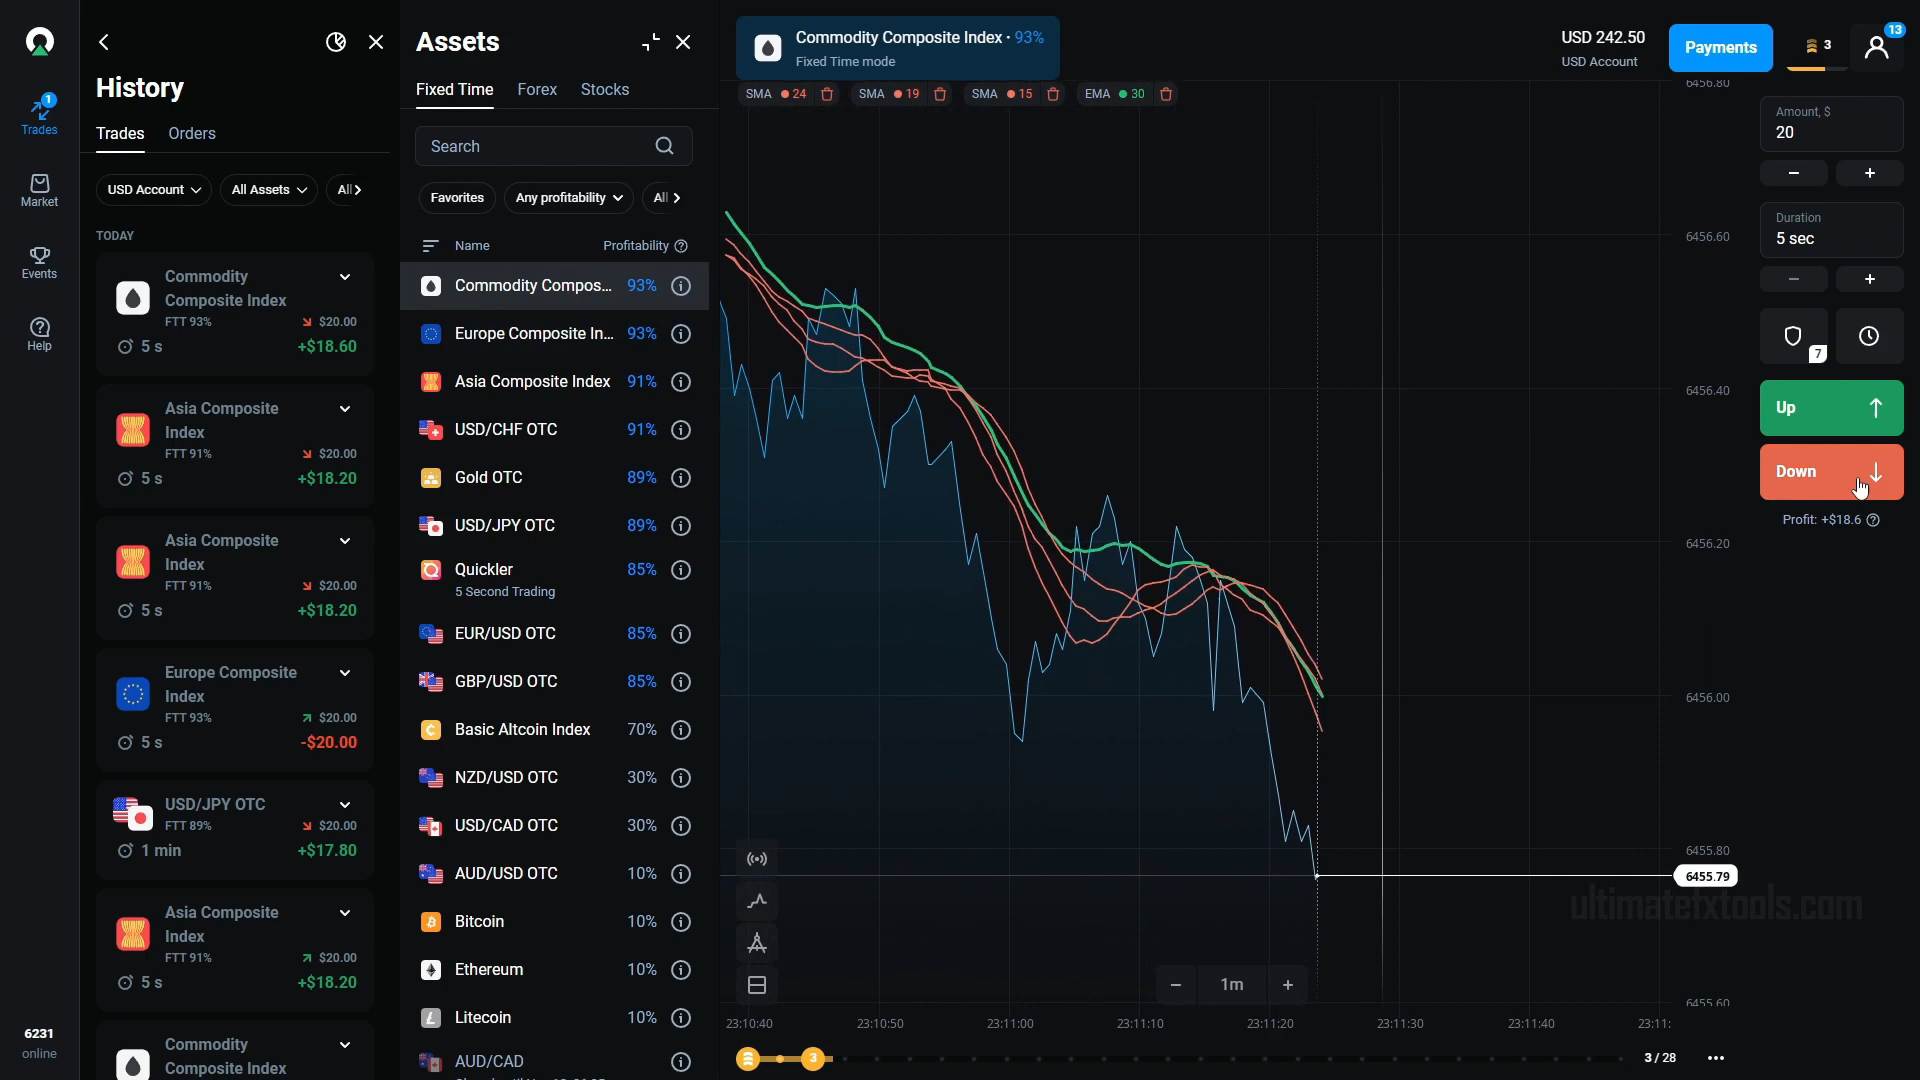 Trades
1
Market
Events
Help
6231
online
History
Trades
Orders
USD Account
All Assets
All
TODAY
Commodity
Composite Index
FTT 93%
$20.00
5 s
+$18.60
Asia Composite
Index
FTT 91%
$20.00
5 s
+$18.20
Asia Composite
Index
FTT 91%
$20.00
5 s
+$18.20
Europe Composite
Index
FTT 93%
$20.00
5 s
-$20.00
USD/JPY OTC
FTT 89%
$20.00
1 min
+$17.80
Asia Composite
Index
FTT 91%
$20.00
5 s
+$18.20
Commodity
Composite Index
Assets
Fixed Time
Forex
Stocks
Search
Favorites
Any profitability
All
Name
Profitability
Commodity Compos... 93%
Europe Composite In... 93%
Asia Composite Index 91%
USD/CHF OTC 91%
Gold OTC 89%
USD/JPY OTC 89%
Quickler 85%
5 Second Trading
EUR/USD OTC 85%
GBP/USD OTC 85%
Basic Altcoin Index 70%
NZD/USD OTC 30%
USD/CAD OTC 30%
AUD/USD OTC 10%
Bitcoin 10%
Ethereum 10%
Litecoin 10%
AUD/CAD
Commodity Composite Index · 93%
Fixed Time mode
SMA 24
SMA 19
SMA 15
EMA 30
USD 242.50
USD Account
Payments
3
13
6456.80
6456.60
6456.40
6456.20
6456.00
6455.80
6455.79
6455.60
ultimatefxtools.com
1m
23:10:40
23:10:50
23:11:00
23:11:10
23:11:20
23:11:30
23:11:40
23:11:
3
3 / 28
Amount, $
20
Duration
5 sec
7
Up
Down
Profit: +$18.6